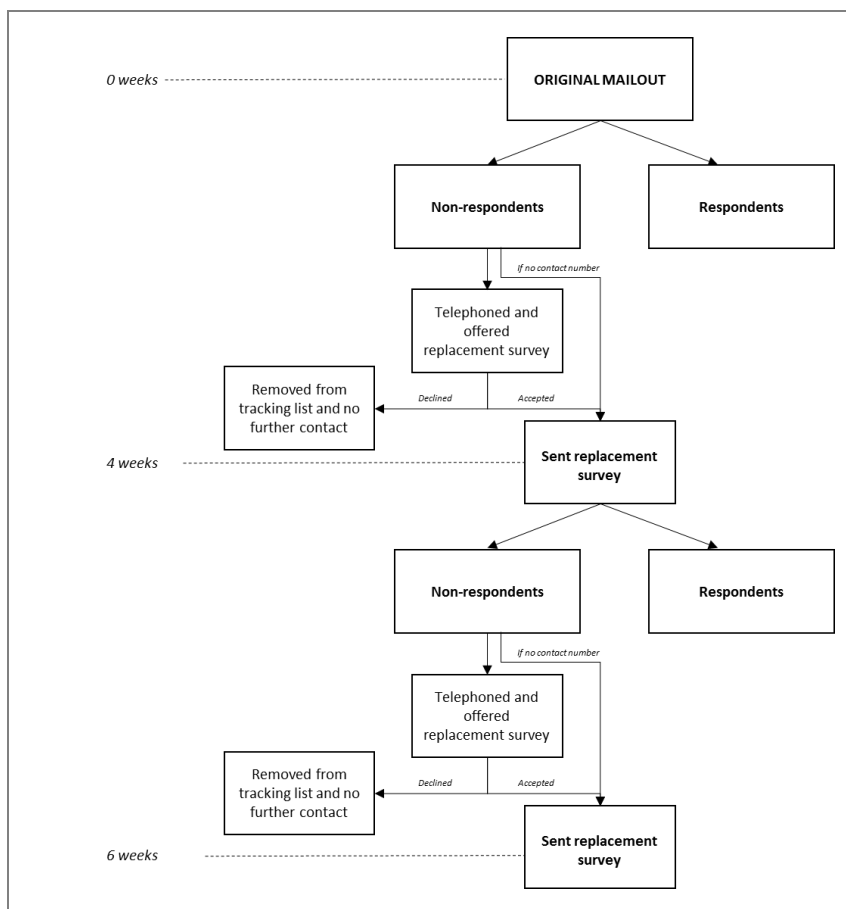 0 weeks
ORIGINAL MAILOUT
Non-respondents
Respondents
If no contact number
Telephoned and
offered
replacement survey
Removed from
tracking list and no
further contact
Declined
Accepted
4 weeks
Sent replacement
survey
Non-respondents
Respondents
If no contact number
Telephoned and
offered
replacement survey
Removed from
tracking list and no
further contact
Declined
Accepted
6 weeks
Sent replacement
survey